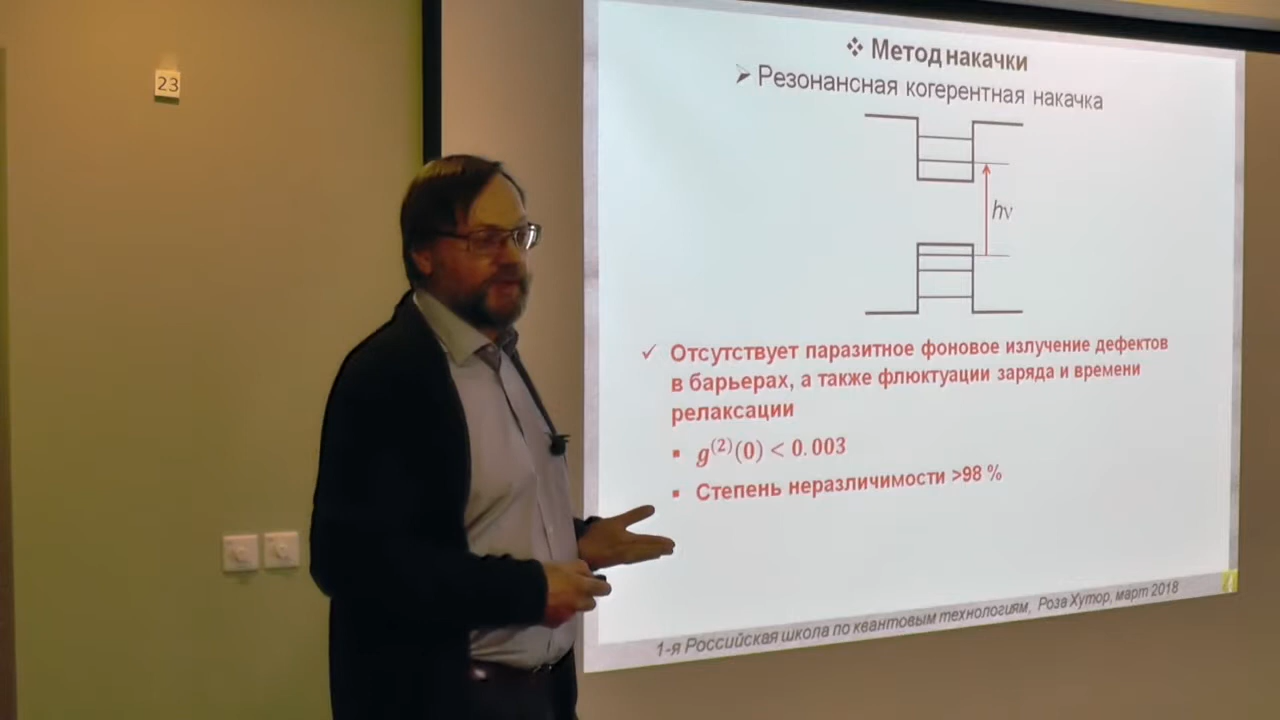 23
❖ Метод накачки
➢ Резонансная когерентная накачка
hν
✓ Отсутствует паразитное фоновое излучение дефектов
в барьерах, а также флюктуации заряда и времени
релаксации
▪ g⁽²⁾(0) < 0.003
▪ Степень неразличимости >98 %
1-я Российская школа по квантовым технологиям, Роза Хутор, март 2018